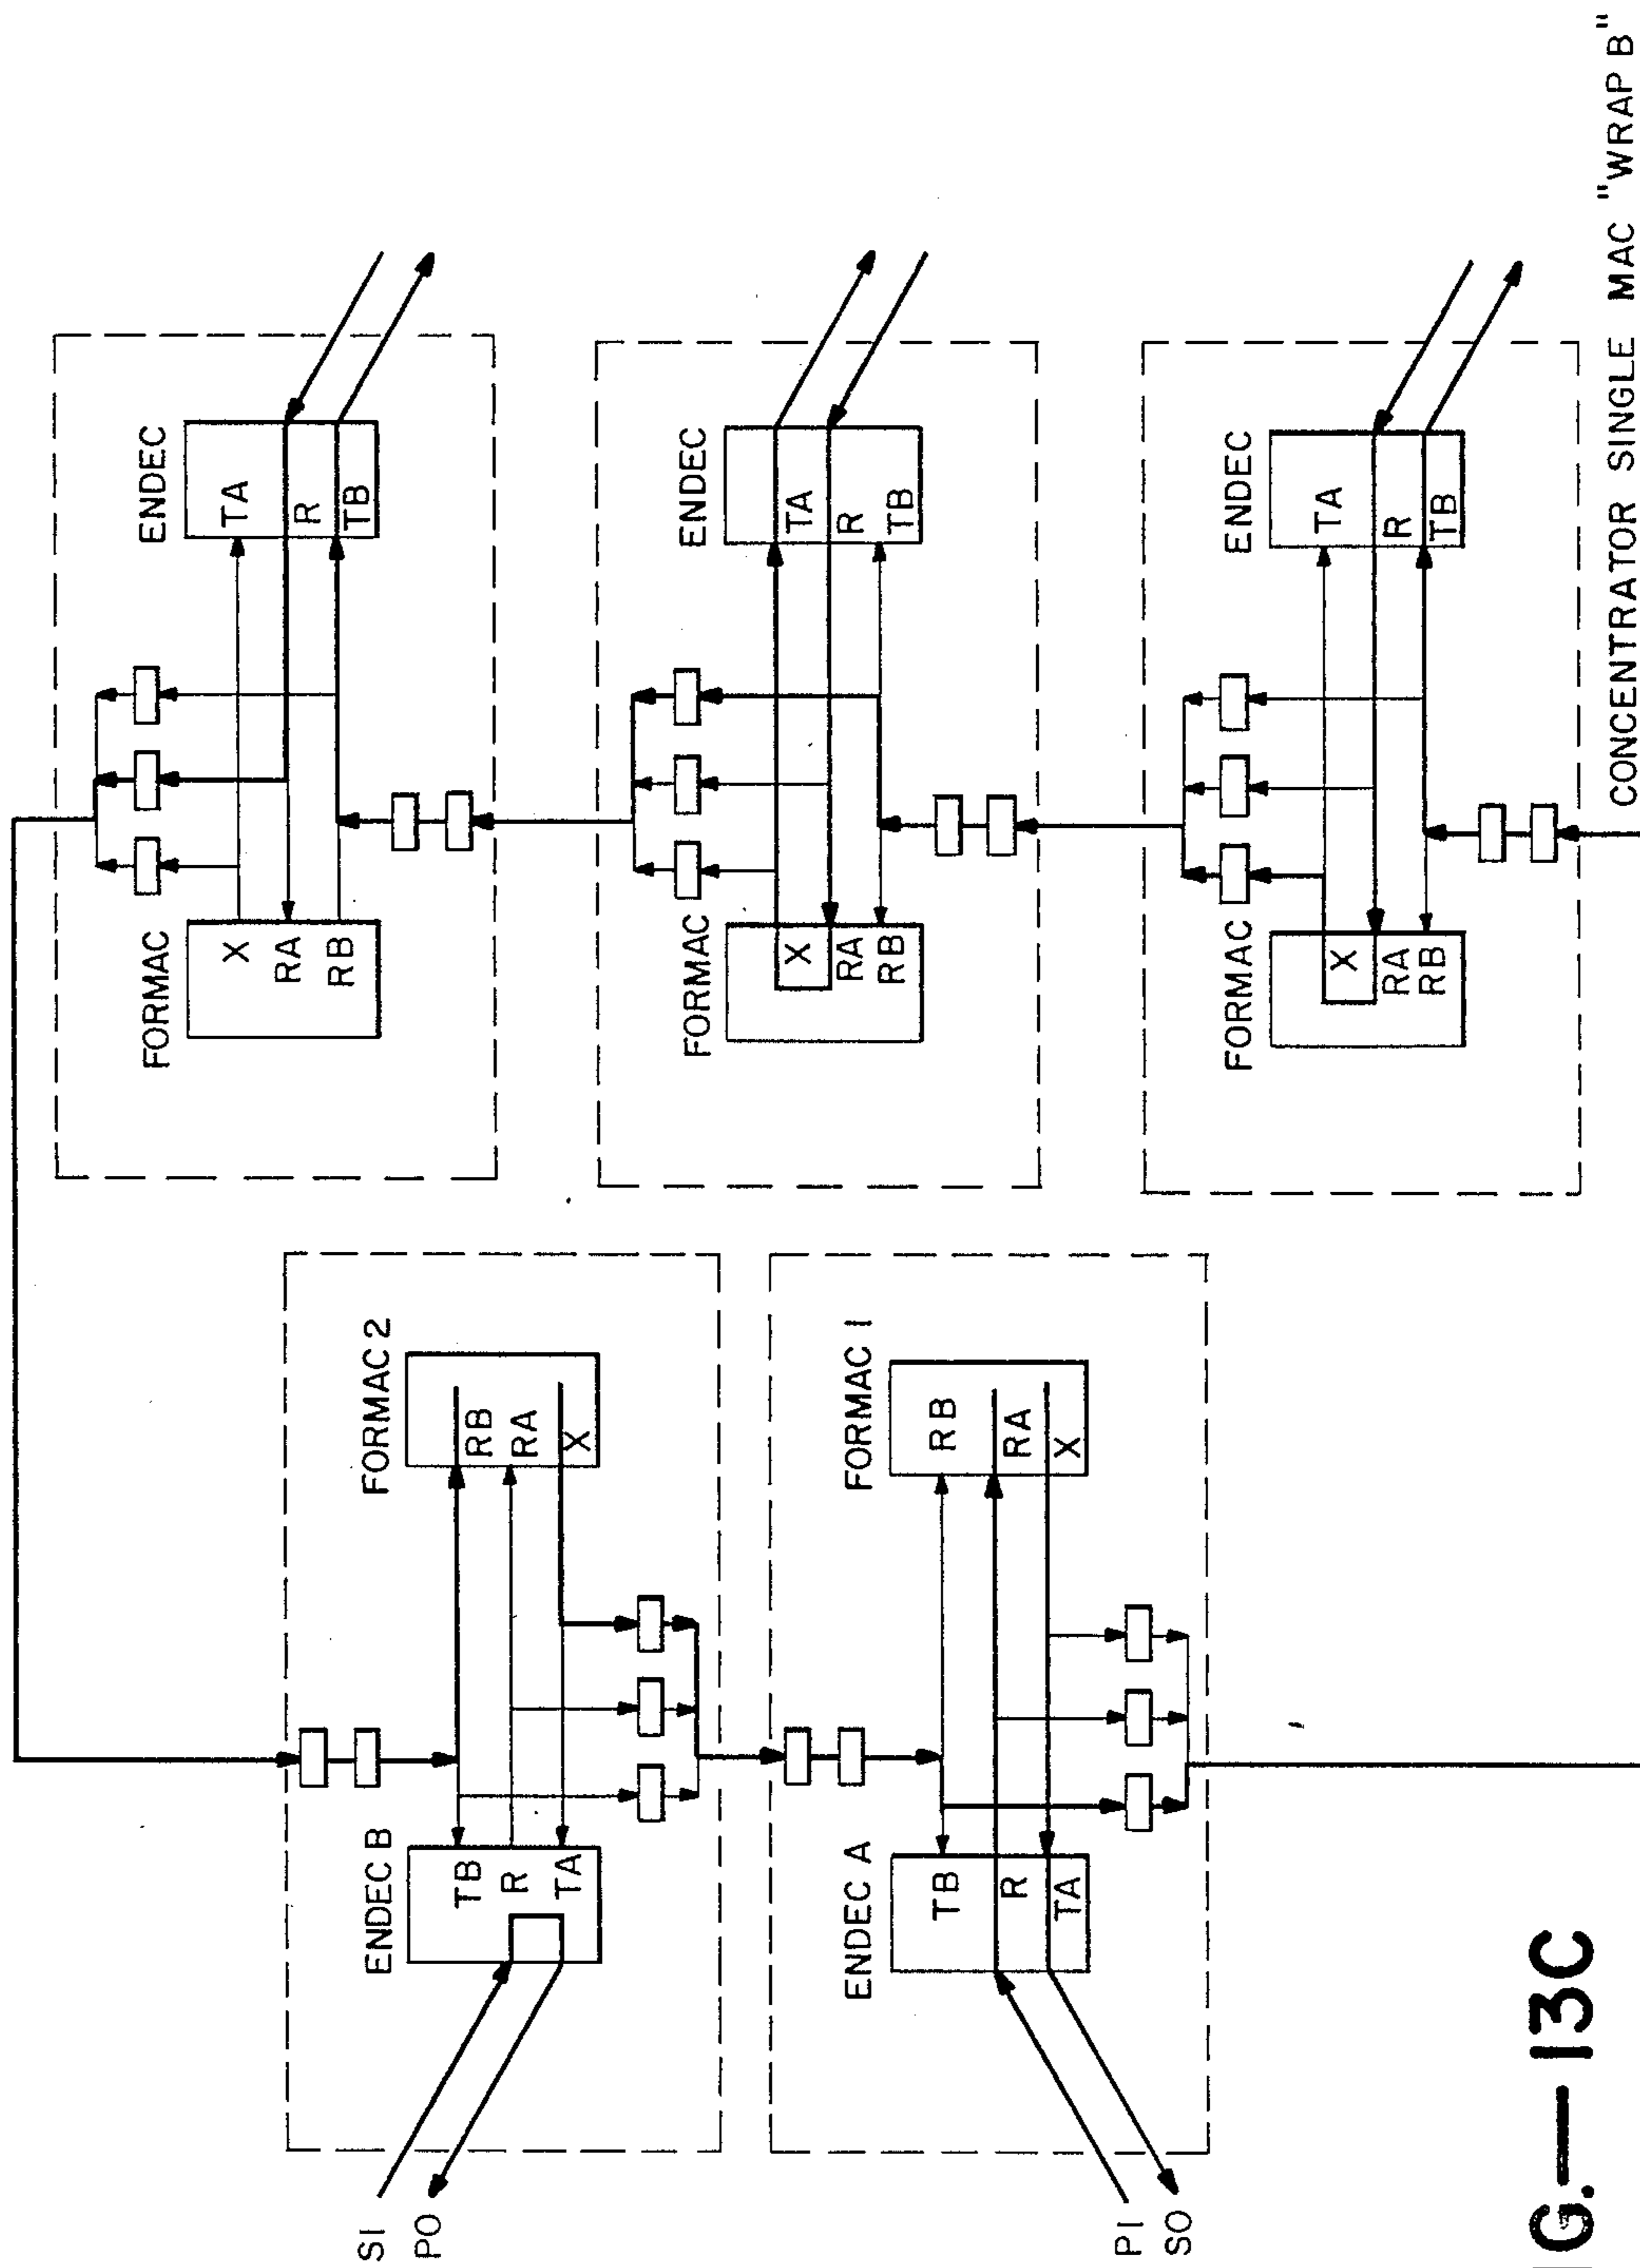 SI
PO
ENDEC B
TB
R
TA
FORMAC 2
RB
RA
X
PI
SO
ENDEC A
TB
R
TA
FORMAC 1
RB
RA
X
FORMAC
X
RA
RB
ENDEC
TA
R
TB
FORMAC
X
RA
RB
ENDEC
TA
R
TB
FORMAC
X
RA
RB
ENDEC
TA
R
TB
G.—13C
CONCENTRATOR SINGLE MAC "WRAP B"